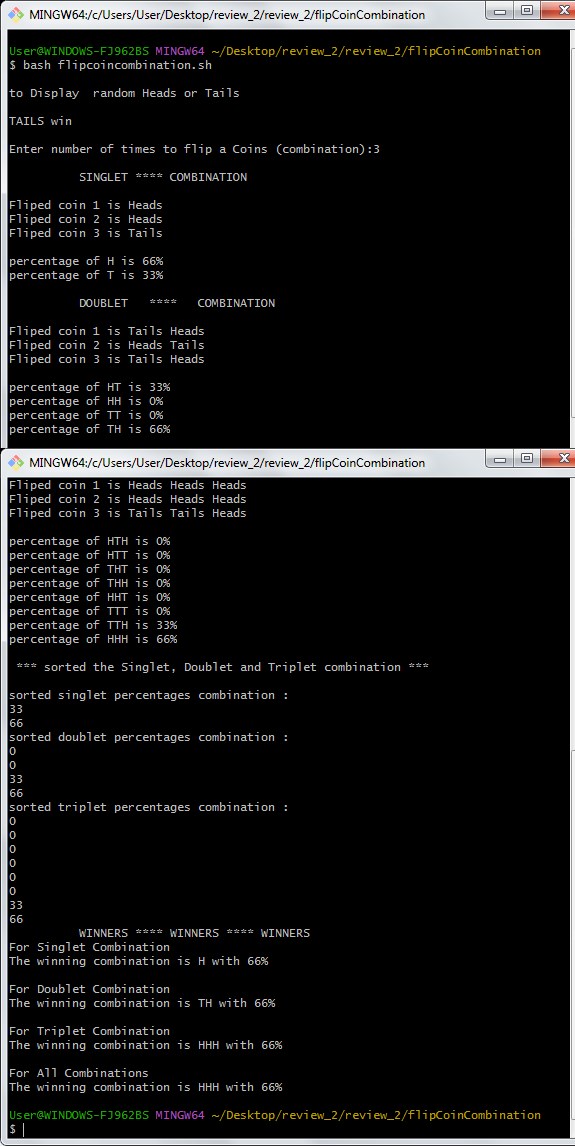 MINGW64:/c/Users/User/Desktop/review_2/review_2/flipCoinCombination
User@WINDOWS-FJ962BS MINGW64 ~/Desktop/review_2/review_2/flipCoinCombination
$ bash flipcoincombination.sh
to Display  random Heads or Tails
TAILS win
Enter number of times to flip a Coins (combination):3
SINGLET **** COMBINATION
Fliped coin 1 is Heads
Fliped coin 2 is Heads
Fliped coin 3 is Tails
percentage of H is 66%
percentage of T is 33%
DOUBLET   ****   COMBINATION
Fliped coin 1 is Tails Heads
Fliped coin 2 is Heads Tails
Fliped coin 3 is Tails Heads
percentage of HT is 33%
percentage of HH is 0%
percentage of TT is 0%
percentage of TH is 66%
MINGW64:/c/Users/User/Desktop/review_2/review_2/flipCoinCombination
Fliped coin 1 is Heads Heads Heads
Fliped coin 2 is Heads Heads Heads
Fliped coin 3 is Tails Tails Heads
percentage of HTH is 0%
percentage of HTT is 0%
percentage of THT is 0%
percentage of THH is 0%
percentage of HHT is 0%
percentage of TTT is 0%
percentage of TTH is 33%
percentage of HHH is 66%
*** sorted the Singlet, Doublet and Triplet combination ***
sorted singlet percentages combination :
33
66
sorted doublet percentages combination :
0
0
33
66
sorted triplet percentages combination :
0
0
0
0
0
0
33
66
WINNERS **** WINNERS **** WINNERS
For Singlet Combination
The winning combination is H with 66%
For Doublet Combination
The winning combination is TH with 66%
For Triplet Combination
The winning combination is HHH with 66%
For All Combinations
The winning combination is HHH with 66%
User@WINDOWS-FJ962BS MINGW64 ~/Desktop/review_2/review_2/flipCoinCombination
$